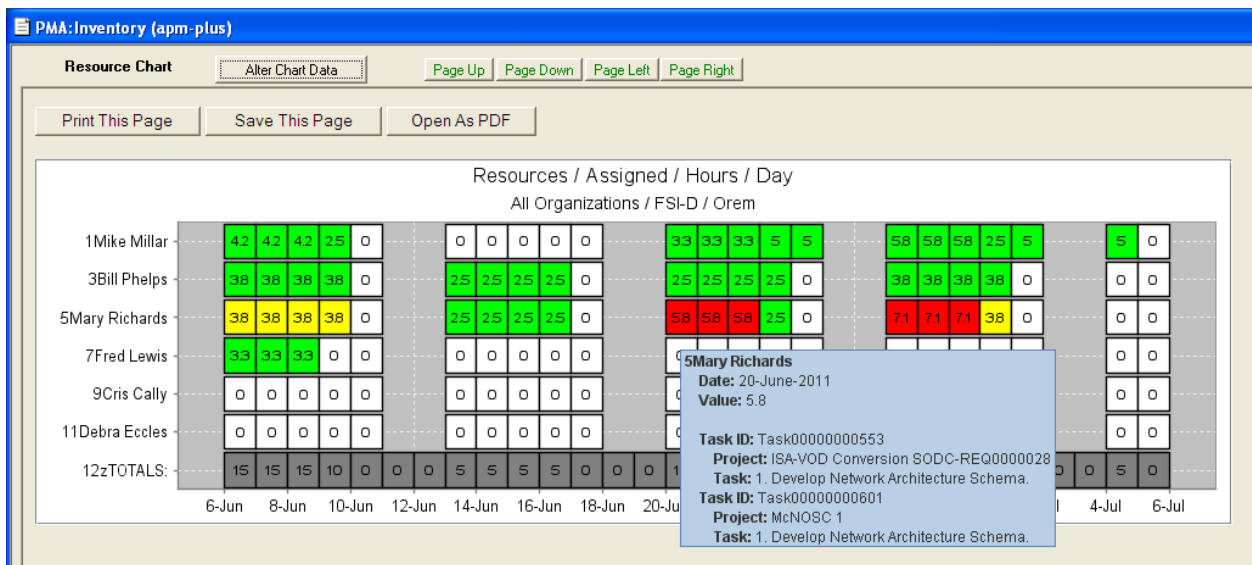 PMA:Inventory (apm-plus)
Resource Chart Alter Chart Data Page Up Page Down Page Left Page Right
Print This Page Save This Page Open As PDF
Resources / Assigned / Hours / Day
All Organizations / FSI-D / Orem
1Mike Millar 4.2 4.2 4.2 2.5 0 0 0 0 0 0 3.3 3.3 3.3 5 5 5.8 5.8 5.8 2.5 5 5 0
3Bill Phelps 3.8 3.8 3.8 3.8 0 2.5 2.5 2.5 2.5 0 2.5 2.5 2.5 2.5 0 3.8 3.8 3.8 3.8 0 0 0
5Mary Richards 3.8 3.8 3.8 3.8 0 2.5 2.5 2.5 2.5 0 5.8 5.8 5.8 2.5 0 7.1 7.1 7.1 3.8 0 0 0
7Fred Lewis 3.3 3.3 3.3 0 0 0 0 0 0 0 0 0
9Cris Cally 0 0 0 0 0 0 0 0 0 0 0 0
11Debra Eccles 0 0 0 0 0 0 0 0 0 0 0 0
12zTOTALS: 15 15 15 10 0 0 0 5 5 5 5 0 0 0 0 5 0
6-Jun 8-Jun 10-Jun 12-Jun 14-Jun 16-Jun 18-Jun 4-Jul 6-Jul
5Mary Richards
Date: 20-June-2011
Value: 5.8
Task ID: Task00000000553
Project: ISA-VOD Conversion SODC-REQ0000028
Task: 1. Develop Network Architecture Schema.
Task ID: Task00000000601
Project: McNOSC 1
Task: 1. Develop Network Architecture Schema.